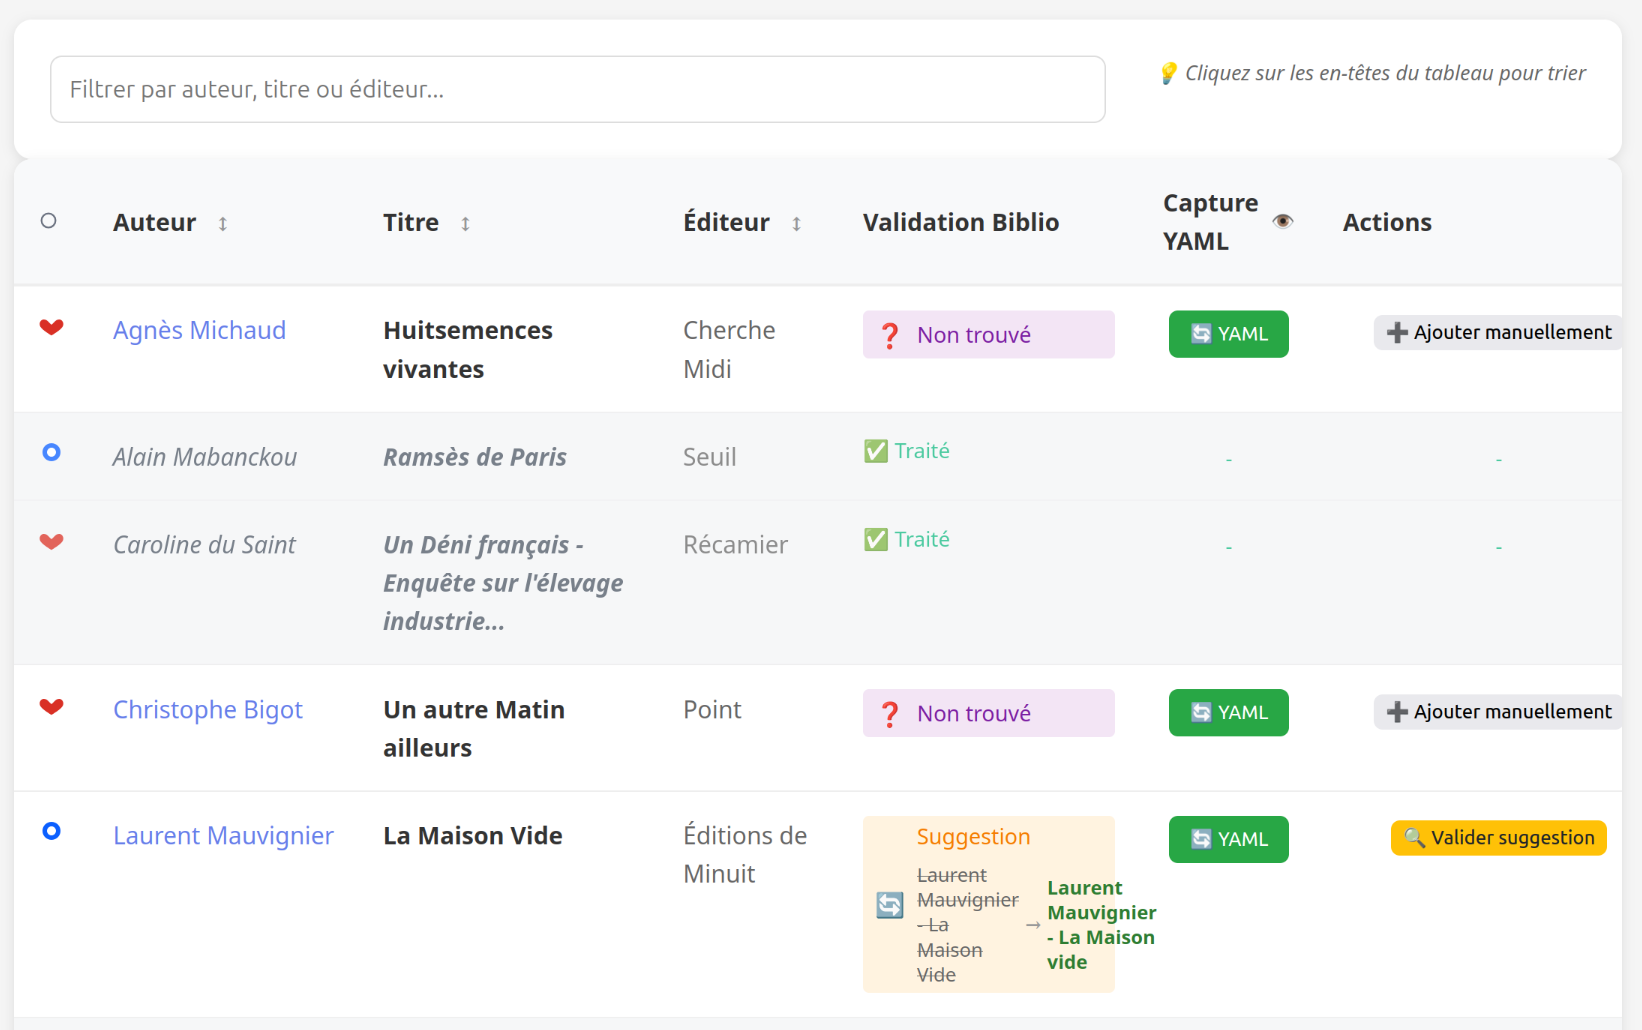 Filtrer par auteur, titre ou éditeur...
💡 Cliquez sur les en-têtes du tableau pour trier
Auteur ↕ Titre ↕ Éditeur ↕ Validation Biblio Capture YAML 👁 Actions
Agnès Michaud
Huitsemences
vivantes
Cherche
Midi
❓ Non trouvé
🔄 YAML
➕ Ajouter manuellement
Alain Mabanckou
Ramsès de Paris
Seuil
✅ Traité
-
-
Caroline du Saint
Un Déni français -
Enquête sur l'élevage
industrie...
Récamier
✅ Traité
-
-
Christophe Bigot
Un autre Matin
ailleurs
Point
❓ Non trouvé
🔄 YAML
➕ Ajouter manuellement
Laurent Mauvignier
La Maison Vide
Éditions de
Minuit
Suggestion
🔄
Laurent
Mauvignier
- La
Maison
Vide
→
Laurent
Mauvignier
- La Maison
vide
🔄 YAML
🔍 Valider suggestion